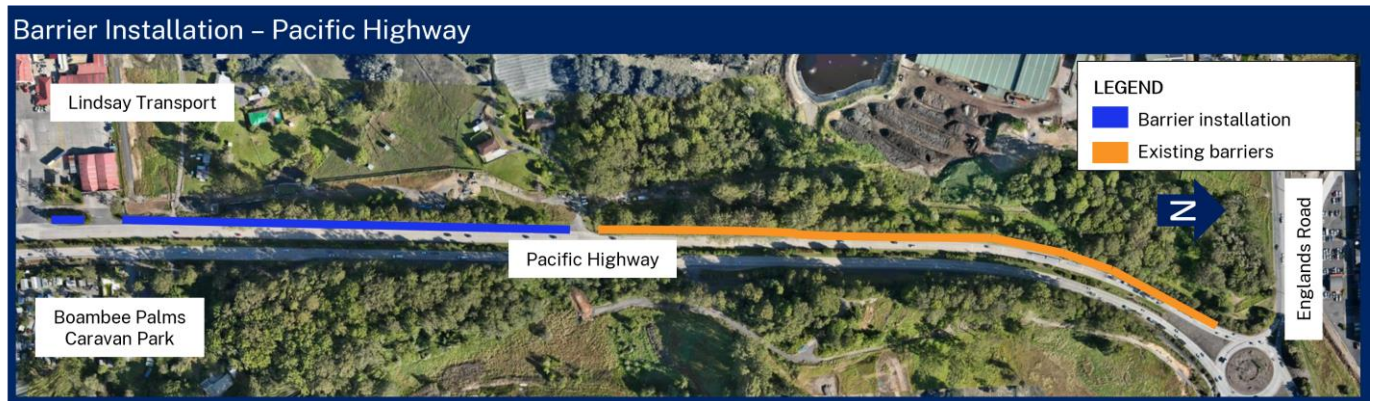 Barrier Installation – Pacific Highway
Lindsay Transport
LEGEND
Barrier installation
Existing barriers
N
Englands Road
Pacific Highway
Boambee Palms
Caravan Park